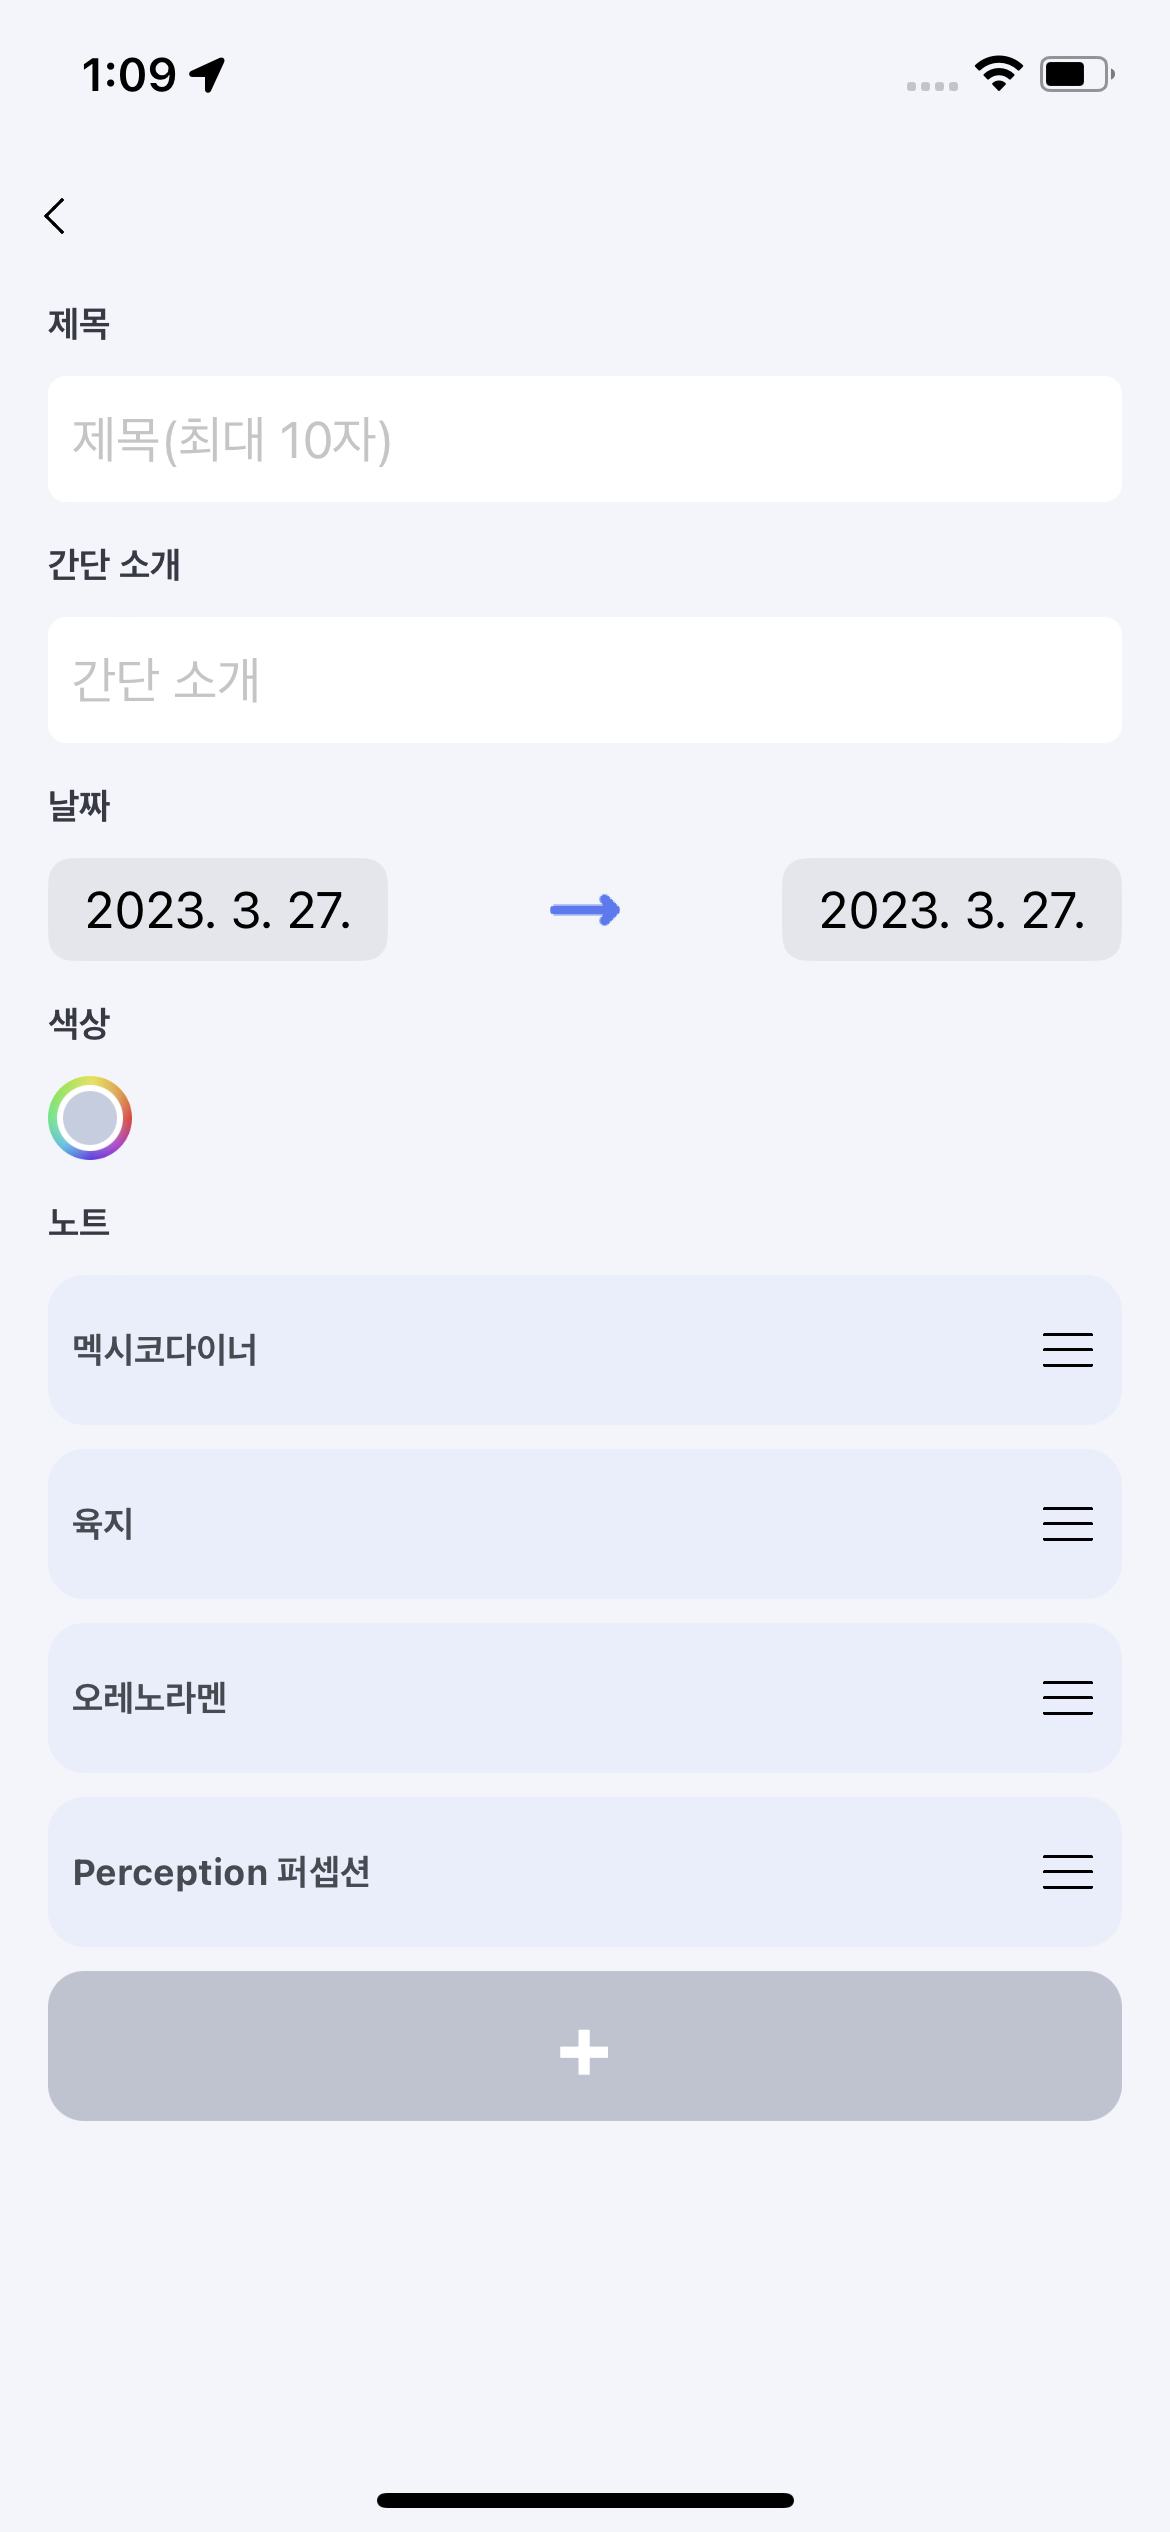 1:09
제목
제목(최대 10자)
간단 소개
간단 소개
날짜
2023. 3. 27.
2023. 3. 27.
색상
노트
멕시코다이너
육지
오레노라멘
Perception 퍼셉션